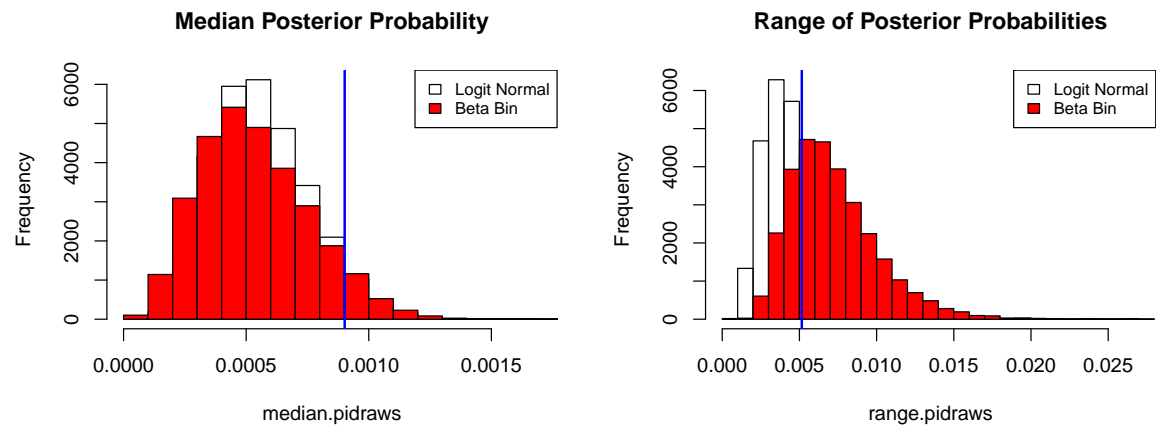 Median Posterior Probability
Frequency
0 2000 4000 6000
Logit Normal
Beta Bin
0.0000 0.0005 0.0010 0.0015
median.pidraws
Range of Posterior Probabilities
Frequency
0 2000 4000 6000
Logit Normal
Beta Bin
0.000 0.005 0.010 0.015 0.020 0.025
range.pidraws